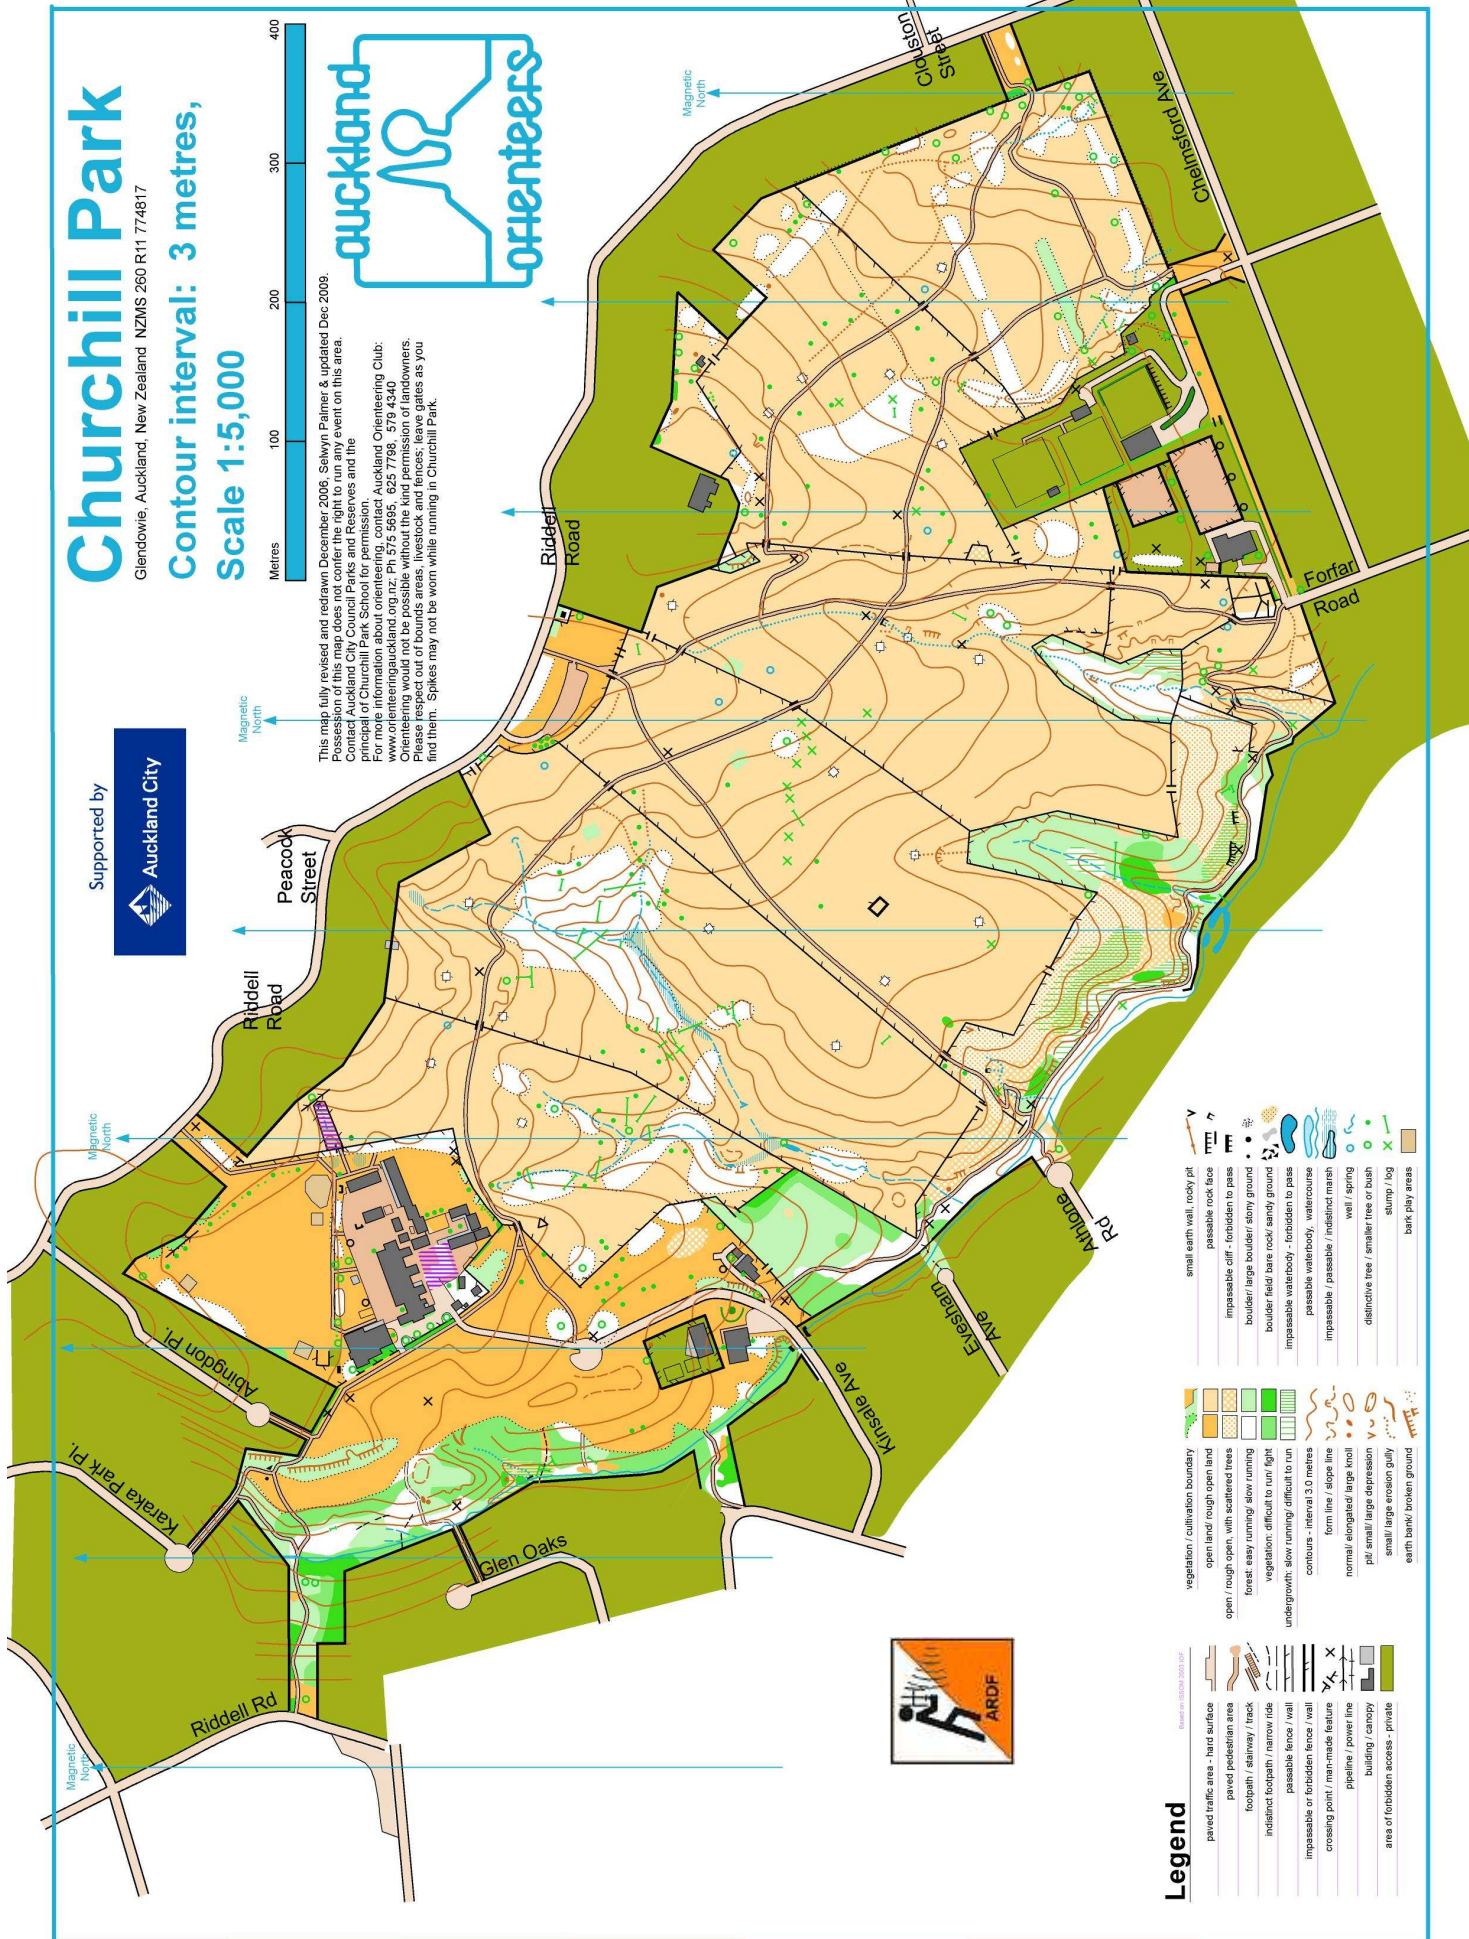 Churchill Park
Glendowie, Auckland, New Zealand NZMS 260 R11 774817
Contour interval: 3 metres,
Scale 1:5,000
Metres
100
200
300
400
This map fully revised and redrawn December 2006, Selwyn Palmer & updated Dec 2009.
Possession of this map does not confer the right to run any event on this area.
Contact Auckland City Council Parks and Reserves and the
principal of Churchill Park School for permission.
For more information about orienteering, contact Auckland Orienteering Club:
www.orienteeringauckland.org.nz; Ph 575 5695, 625 7798, 579 4340
Orienteering would not be possible without the kind permission of landowners.
Please respect out of bounds areas, livestock and fences; leave gates as you
find them. Spikes may not be worn while running in Churchill Park.
auckland
orienteers
Supported by
Auckland City
Magnetic
North
Magnetic
North
Magnetic
North
Magnetic
North
Clouston
Street
Chelmsford Ave
Riddell
Road
Forfar
Road
Peacock
Street
Riddell
Road
Athlone
Rd
Evesham
Ave
Kinsale Ave
Abingdon Pl.
Karaka Park Pl.
Glen Oaks
Riddell Rd
ARDF
Legend
Based on ISSOM 2003 IOF
paved traffic area - hard surface
paved pedestrian area
footpath / stairway / track
indistinct footpath / narrow ride
passable fence / wall
impassable or forbidden fence / wall
crossing point / man-made feature
pipeline / power line
building / canopy
area of forbidden access - private
vegetation / cultivation boundary
open land/ rough open land
open / rough open, with scattered trees
forest: easy running/ slow running
vegetation: difficult to run/ fight
undergrowth: slow running/ difficult to run
contours - interval 3.0 metres
form line / slope line
normal/ elongated/ large knoll
pit/ small/ large depression
small/ large erosion gully
earth bank/ broken ground
small earth wall, rocky pit
passable rock face
impassable cliff - forbidden to pass
boulder/ large boulder/ stony ground
boulder field/ bare rock/ sandy ground
impassable waterbody - forbidden to pass
passable waterbody, watercourse
impassable / passable / indistinct marsh
well / spring
distinctive tree / smaller tree or bush
stump / log
bark play areas